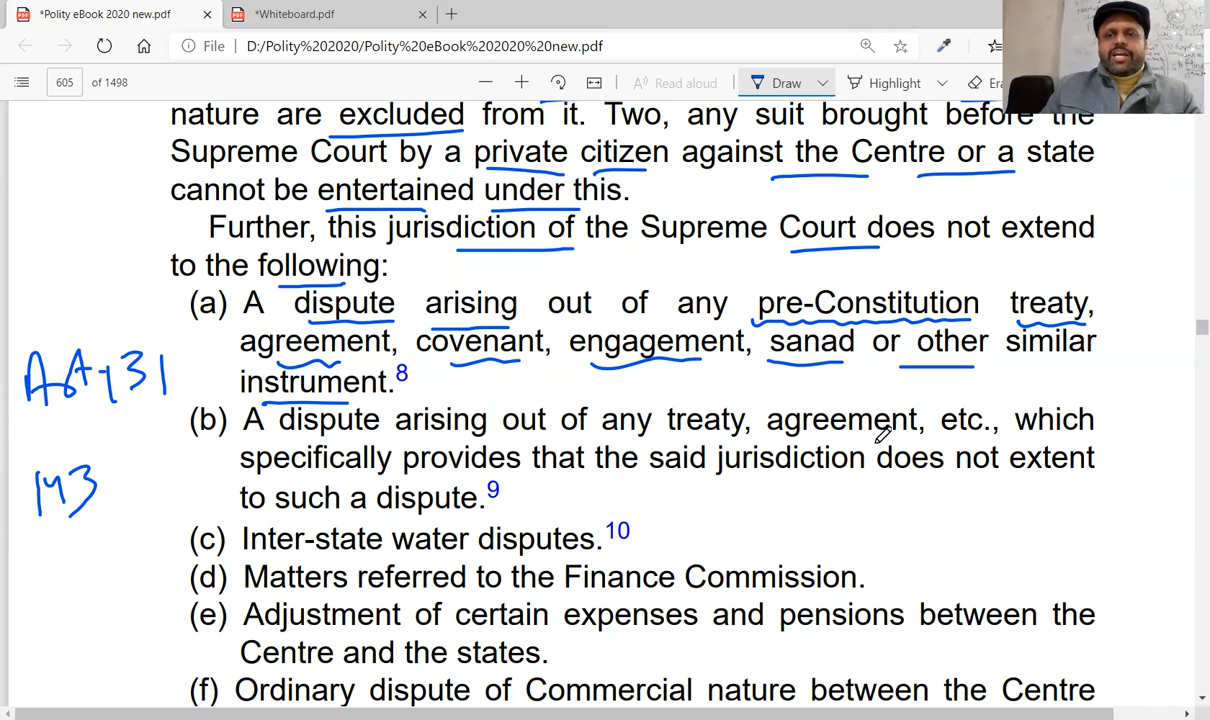 *Polity eBook 2020 new.pdf
*Whiteboard.pdf
File D:/Polity%202020/Polity%20eBook%202020%20new.pdf
605 of 1498
Read aloud
Draw
Highlight
nature are excluded from it. Two, any suit brought before the
Supreme Court by a private citizen against the Centre or a state
cannot be entertained under this.
Further, this jurisdiction of the Supreme Court does not extend
to the following:
(a) A dispute arising out of any pre-Constitution treaty,
agreement, covenant, engagement, sanad or other similar
instrument.8
(b) A dispute arising out of any treaty, agreement, etc., which
specifically provides that the said jurisdiction does not extent
to such a dispute.9
(c) Inter-state water disputes.10
(d) Matters referred to the Finance Commission.
(e) Adjustment of certain expenses and pensions between the
Centre and the states.
(f) Ordinary dispute of Commercial nature between the Centre
131
143